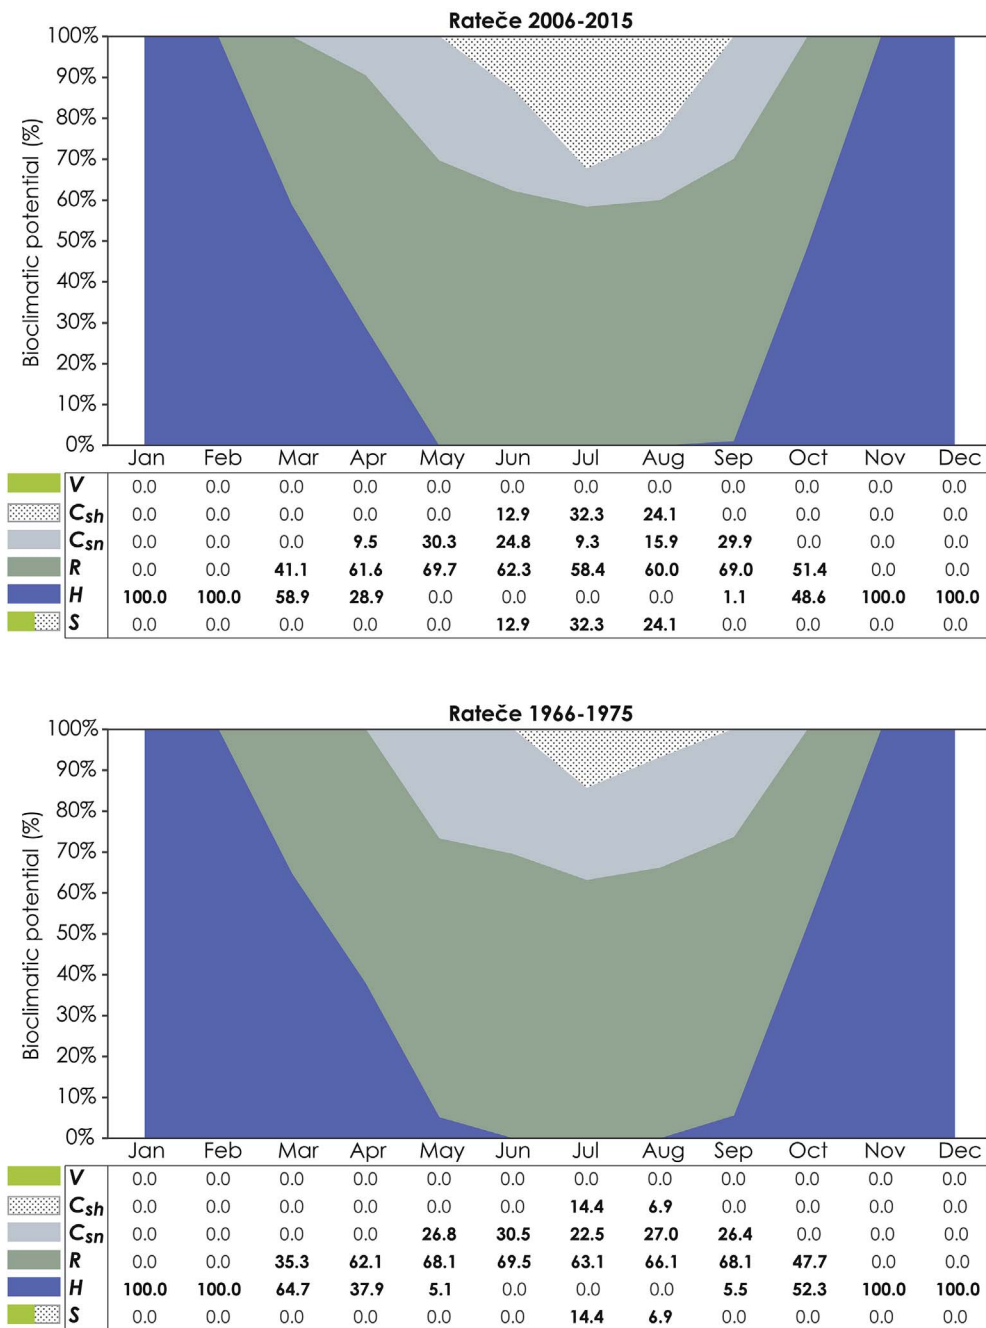 Rateče 2006-2015
Bioclimatic potential (%)
100%
90%
80%
70%
60%
50%
40%
30%
20%
10%
0%
Jan Feb Mar Apr May Jun Jul Aug Sep Oct Nov Dec
V 0.0 0.0 0.0 0.0 0.0 0.0 0.0 0.0 0.0 0.0 0.0 0.0
Csh 0.0 0.0 0.0 0.0 0.0 12.9 32.3 24.1 0.0 0.0 0.0 0.0
Csn 0.0 0.0 0.0 9.5 30.3 24.8 9.3 15.9 29.9 0.0 0.0 0.0
R 0.0 0.0 41.1 61.6 69.7 62.3 58.4 60.0 69.0 51.4 0.0 0.0
H 100.0 100.0 58.9 28.9 0.0 0.0 0.0 0.0 1.1 48.6 100.0 100.0
S 0.0 0.0 0.0 0.0 0.0 12.9 32.3 24.1 0.0 0.0 0.0 0.0
Rateče 1966-1975
Bioclimatic potential (%)
100%
90%
80%
70%
60%
50%
40%
30%
20%
10%
0%
Jan Feb Mar Apr May Jun Jul Aug Sep Oct Nov Dec
V 0.0 0.0 0.0 0.0 0.0 0.0 0.0 0.0 0.0 0.0 0.0 0.0
Csh 0.0 0.0 0.0 0.0 0.0 0.0 14.4 6.9 0.0 0.0 0.0 0.0
Csn 0.0 0.0 0.0 0.0 26.8 30.5 22.5 27.0 26.4 0.0 0.0 0.0
R 0.0 0.0 35.3 62.1 68.1 69.5 63.1 66.1 68.1 47.7 0.0 0.0
H 100.0 100.0 64.7 37.9 5.1 0.0 0.0 0.0 5.5 52.3 100.0 100.0
S 0.0 0.0 0.0 0.0 0.0 0.0 14.4 6.9 0.0 0.0 0.0 0.0